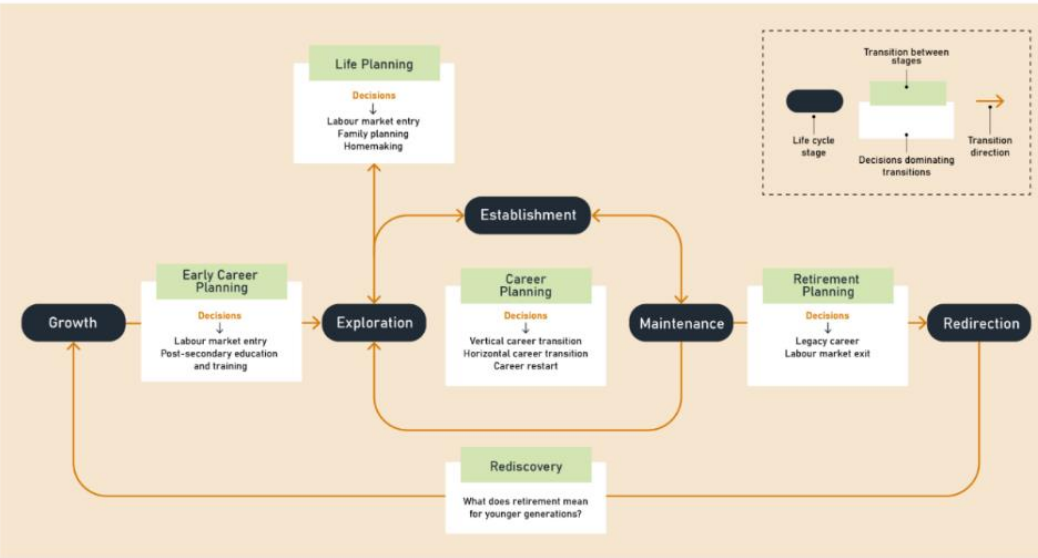 Life Planning
Decisions
Labour market entry
Family planning
Homemaking
Transition between
stages
Life cycle
stage
Decisions dominating
transitions
Transition
direction
Establishment
Early Career
Planning
Decisions
Labour market entry
Post-secondary education
and training
Career
Planning
Decisions
Vertical career transition
Horizontal career transition
Career restart
Retirement
Planning
Decisions
Legacy career
Labour market exit
Growth
Exploration
Maintenance
Redirection
Rediscovery
What does retirement mean
for younger generations?